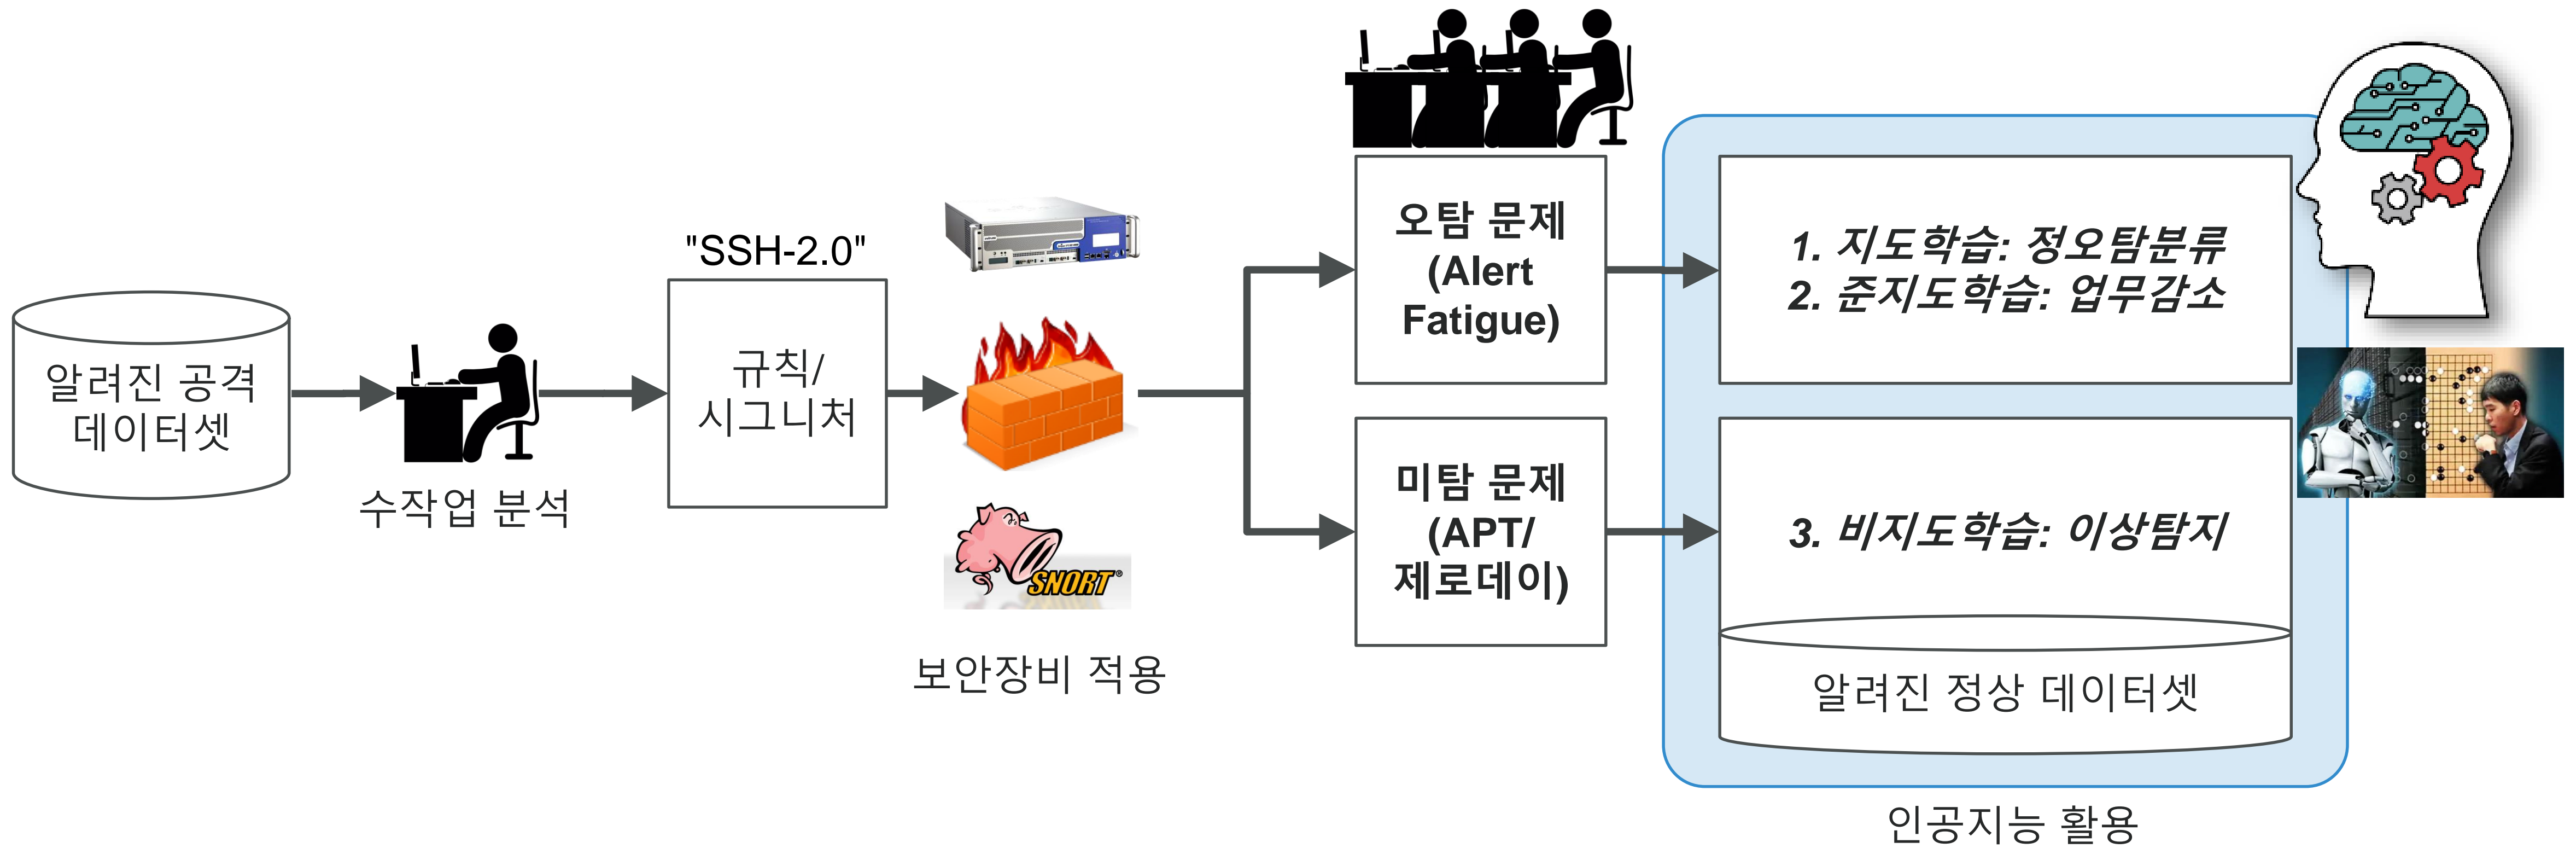 알려진 공격
데이터셋
수작업 분석
"SSH-2.0"
규칙/
시그니처
SNORT®
보안장비 적용
오탐 문제
(Alert
Fatigue)
미탐 문제
(APT/
제로데이)
1. 지도학습: 정오탐분류
2. 준지도학습: 업무감소
3. 비지도학습: 이상탐지
알려진 정상 데이터셋
인공지능 활용